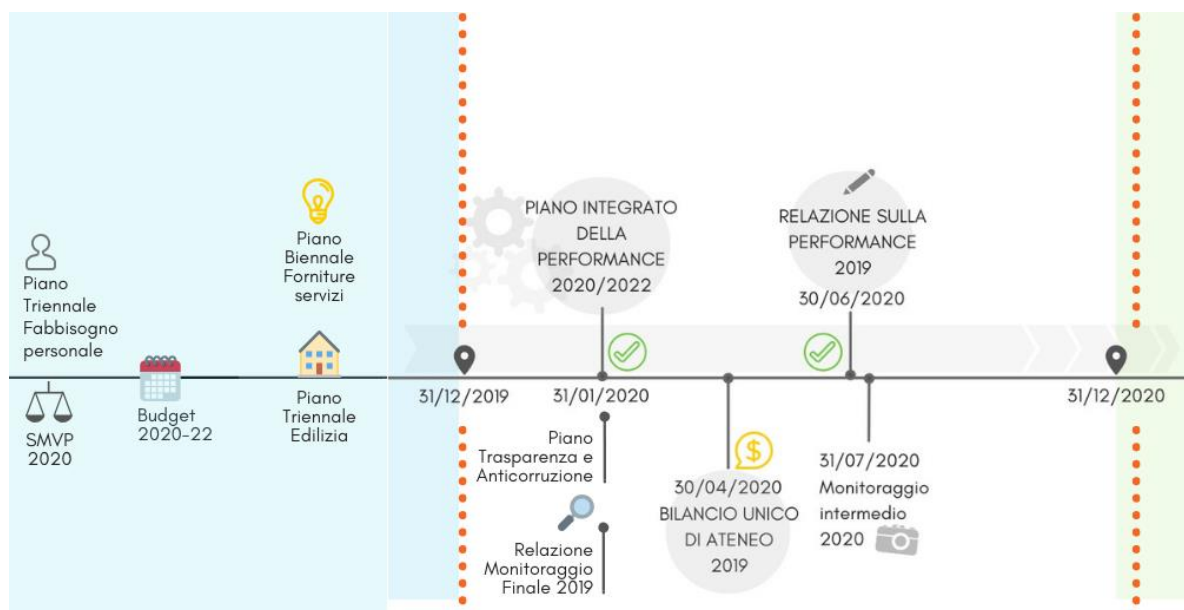 Piano
Triennale
Fabbisogno
personale
SMVP
2020
Budget
2020-22
Piano
Biennale
Forniture
servizi
Piano
Triennale
Edilizia
31/12/2019
PIANO INTEGRATO
DELLA
PERFORMANCE
2020/2022
31/01/2020
Piano
Trasparenza e
Anticorruzione
Relazione
Monitoraggio
Finale 2019
$
30/04/2020
BILANCIO UNICO
DI ATENEO
2019
RELAZIONE SULLA
PERFORMANCE
2019
30/06/2020
31/07/2020
Monitoraggio
intermedio
2020
31/12/2020